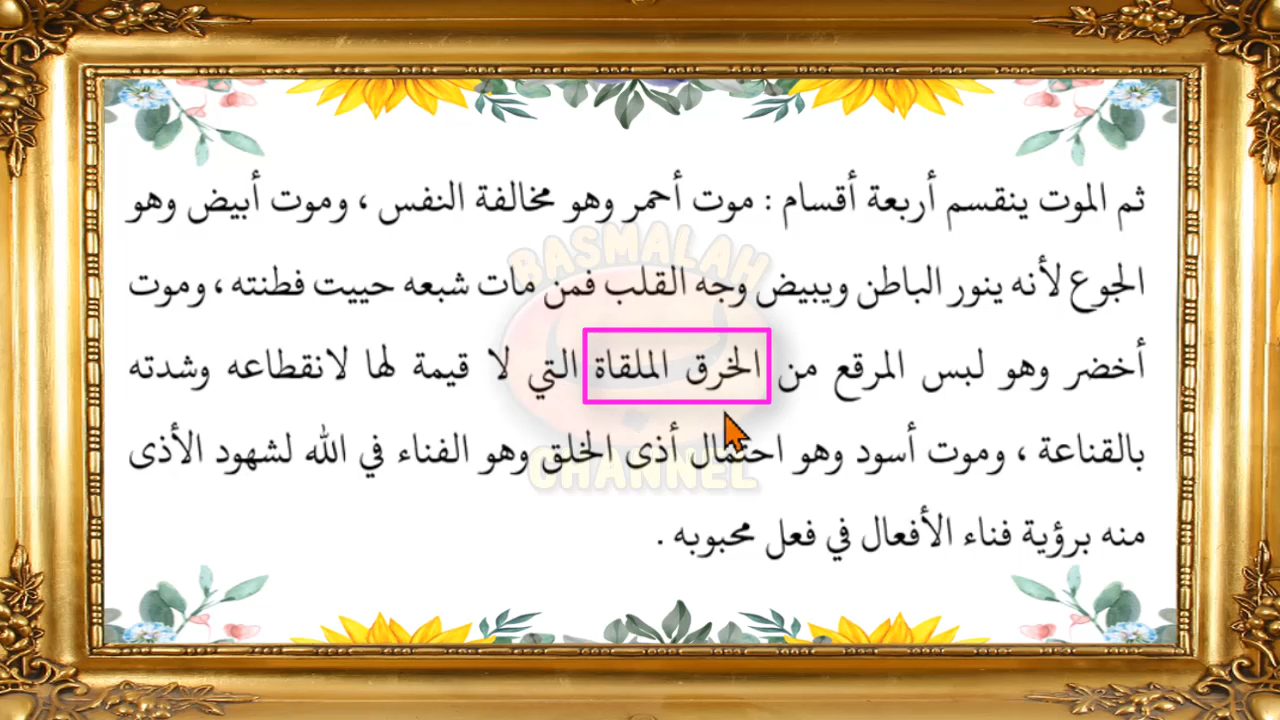 ثم الموت ينقسم أربعة أقسام : موت أحمر وهو مخالفة النفس ، وموت أبيض وهو
الجوع لأنه ينور الباطن ويبيض وجه القلب فمن مات شبعه حييت فطنته ، وموت
أخضر وهو لبس المرقع من الخرق الملقاة التي لا قيمة لها لانقطاعه وشدته
بالقناعة ، وموت أسود وهو احتمال أذى الخلق وهو الفناء في الله لشهود الأذى
منه برؤية فناء الأفعال في فعل محبوبه .
BASMALAH
CHANNEL